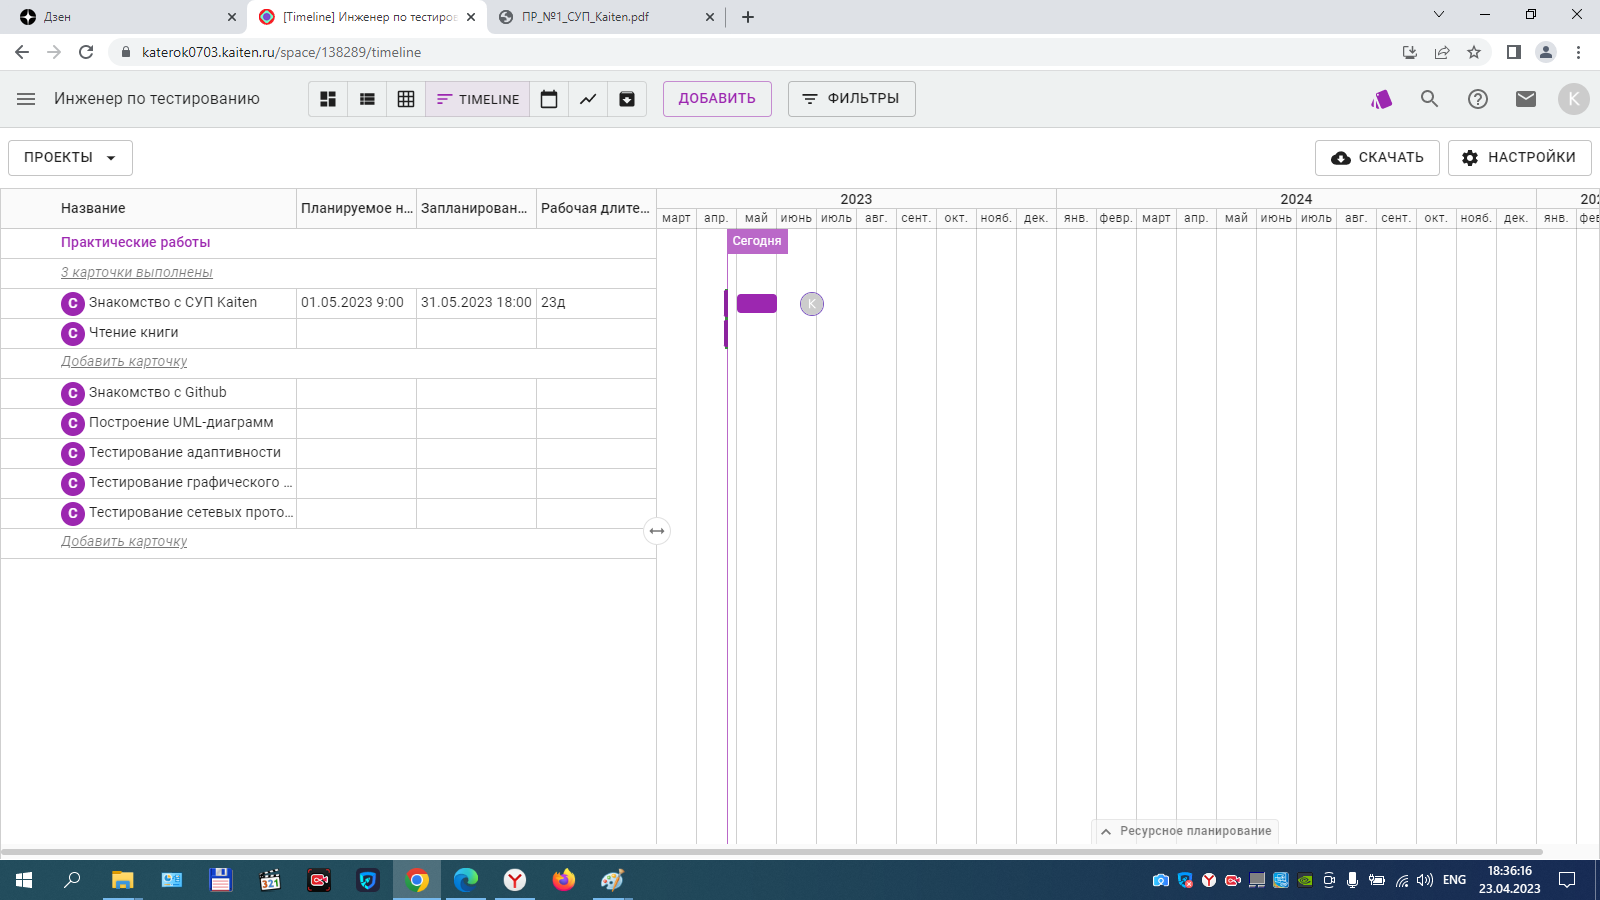 Дзен
[Timeline] Инженер по тестиров
ПР_№1_СУП_Kaiten.pdf
katerok0703.kaiten.ru/space/138289/timeline
Инженер по тестированию
TIMELINE
ДОБАВИТЬ
ФИЛЬТРЫ
K
ПРОЕКТЫ
СКАЧАТЬ
НАСТРОЙКИ
Название
Планируемое н...
Запланирован...
Рабочая длите...
2023
2024
202
март апр. май июнь июль авг. сент. окт. нояб. дек. янв. февр. март апр. май июнь июль авг. сент. окт. нояб. дек. янв. фев
Практические работы
Сегодня
3 карточки выполнены
С Знакомство с СУП Kaiten 01.05.2023 9:00 31.05.2023 18:00 23д K
С Чтение книги
Добавить карточку
С Знакомство с Github
С Построение UML-диаграмм
С Тестирование адаптивности
С Тестирование графического ...
С Тестирование сетевых прото...
Добавить карточку
Ресурсное планирование
321
ENG
18:36:16
23.04.2023